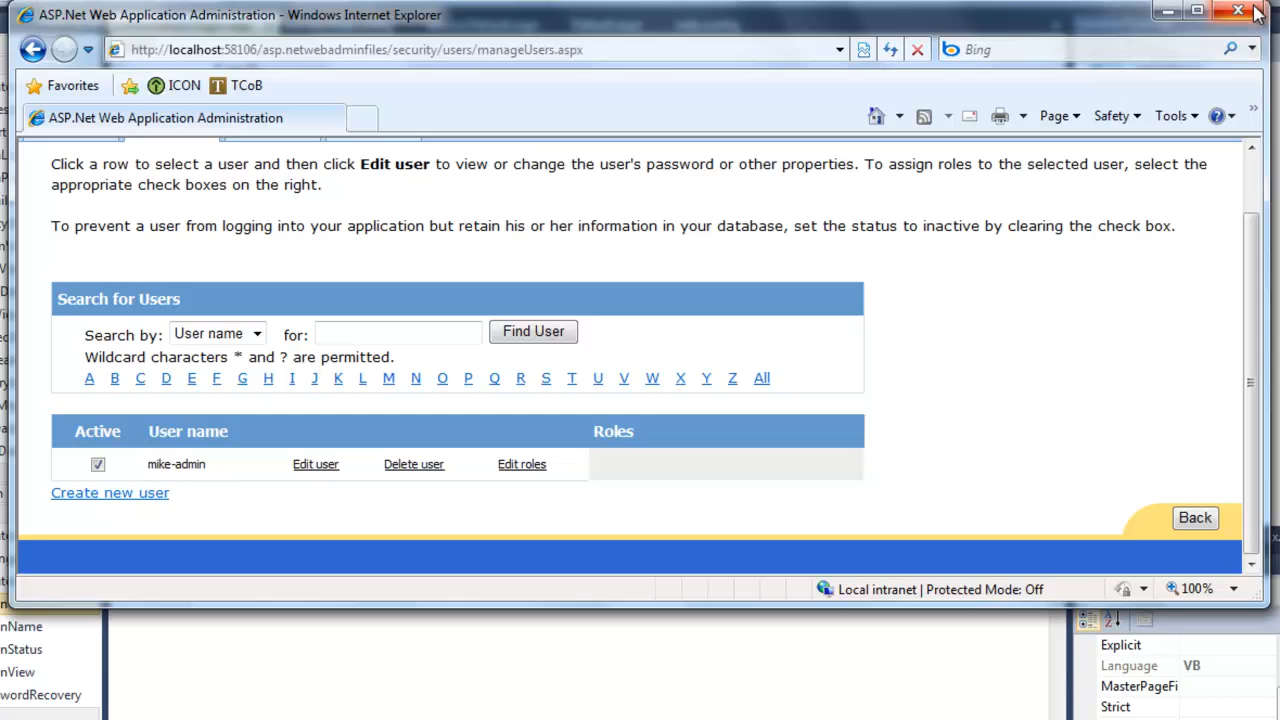 ASP.Net Web Application Administration - Windows Internet Explorer
http://localhost:58106/asp.netwebadminfiles/security/users/manageUsers.aspx
Bing
Favorites ICON TCoB
ASP.Net Web Application Administration
Page Safety Tools
Click a row to select a user and then click Edit user to view or change the user's password or other properties. To assign roles to the selected user, select the
appropriate check boxes on the right.
To prevent a user from logging into your application but retain his or her information in your database, set the status to inactive by clearing the check box.
Search for Users
Search by: User name for: Find User
Wildcard characters * and ? are permitted.
A B C D E F G H I J K L M N O P Q R S T U V W X Y Z All
Active User name Roles
mike-admin Edit user Delete user Edit roles
Create new user
Back
Local intranet | Protected Mode: Off 100%
nName
nStatus
nView
wordRecovery
Explicit
Language VB
MasterPageFi
Strict